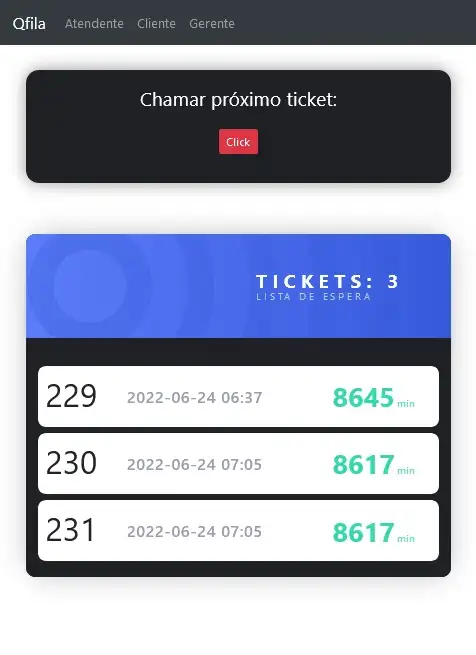 Qfila Atendente Cliente Gerente
Chamar próximo ticket:
Click
TICKETS: 3
LISTA DE ESPERA
229 2022-06-24 06:37 8645 min
230 2022-06-24 07:05 8617 min
231 2022-06-24 07:05 8617 min